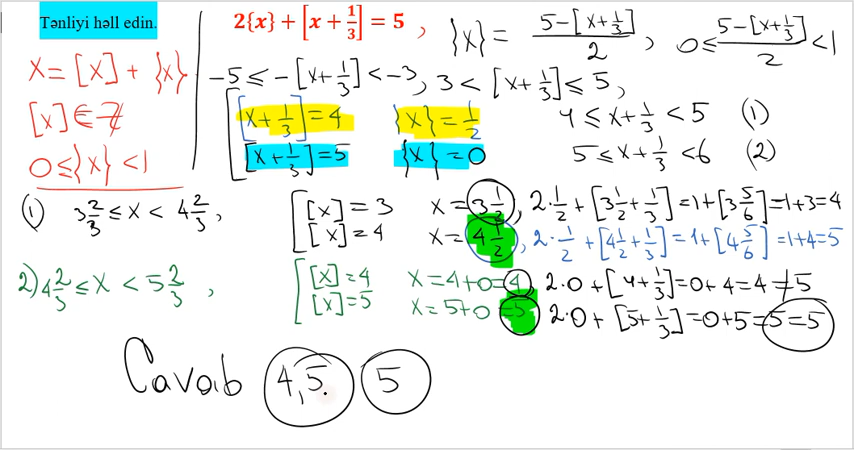 Tənliyi həll edin.
2{x} + [x + 1/3] = 5 , {x} = (5-[x+1/3])/2 , 0 ≤ (5-[x+1/3])/2 < 1
x = [x] + {x}
[x] ∈ Z
0 ≤ {x} < 1
-5 ≤ -[x+1/3] < -3, 3 < [x+1/3] ≤ 5,
[x+1/3] = 4 {x} = 1/2 4 ≤ x+1/3 < 5 (1)
[x+1/3] = 5 {x} = 0 5 ≤ x+1/3 < 6 (2)
(1) 3 2/3 ≤ x < 4 2/3, [x] = 3 x = 3 1/2, 2·1/2 + [3 1/2 + 1/3] = 1 + [3 5/6] = 1+3 = 4
[x] = 4 x = 4 1/2, 2·1/2 + [4 1/2 + 1/3] = 1 + [4 5/6] = 1+4 = 5
2) 4 2/3 ≤ x < 5 2/3, [x] = 4 x = 4+0 = 4, 2·0 + [4+1/3] = 0+4 = 4 ≠ 5
[x] = 5 x = 5+0 = 5 2·0 + [5+1/3] = 0+5 = 5 = 5
Cavab 4,5 5